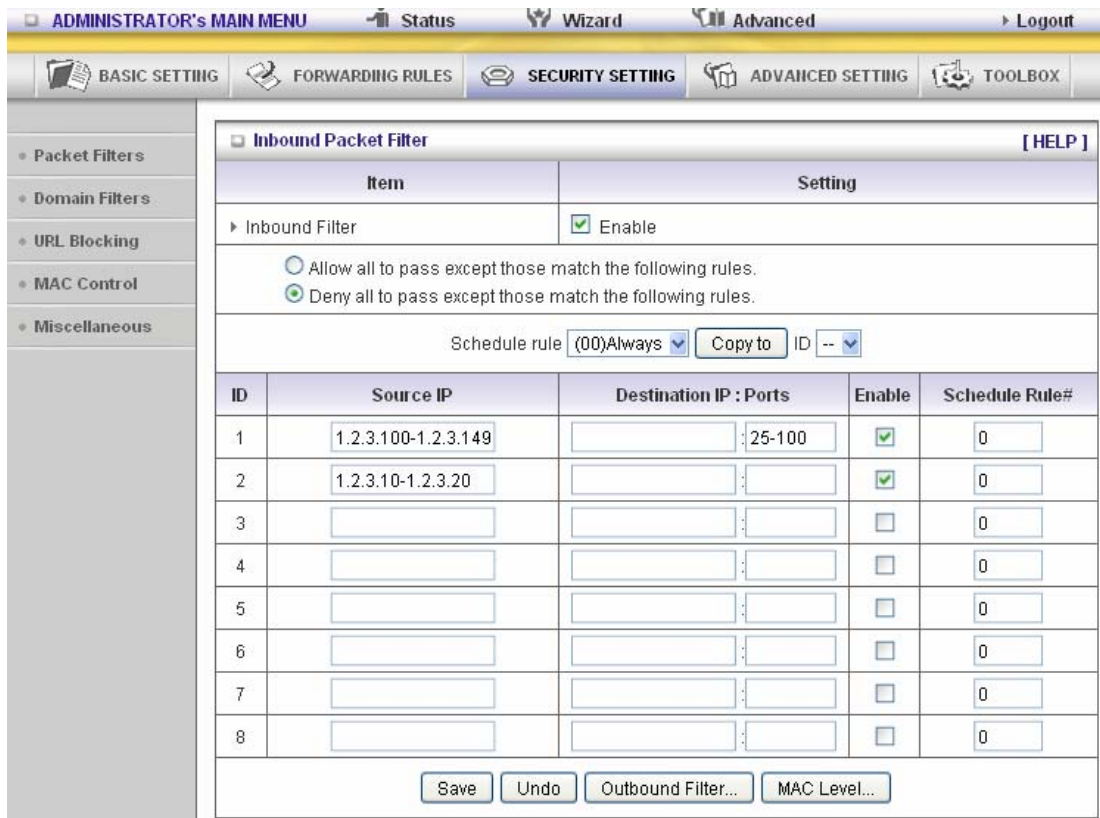 ADMINISTRATOR's MAIN MENU Status Wizard Advanced Logout
BASIC SETTING FORWARDING RULES SECURITY SETTING ADVANCED SETTING TOOLBOX
Packet Filters
Domain Filters
URL Blocking
MAC Control
Miscellaneous
Inbound Packet Filter [ HELP ]
Item Setting
Inbound Filter Enable
Allow all to pass except those match the following rules.
Deny all to pass except those match the following rules.
Schedule rule (00)Always Copy to ID --
ID Source IP Destination IP : Ports Enable Schedule Rule#
1 1.2.3.100-1.2.3.149 : 25-100 0
2 1.2.3.10-1.2.3.20 : 0
3 : 0
4 : 0
5 : 0
6 : 0
7 : 0
8 : 0
Save Undo Outbound Filter... MAC Level...